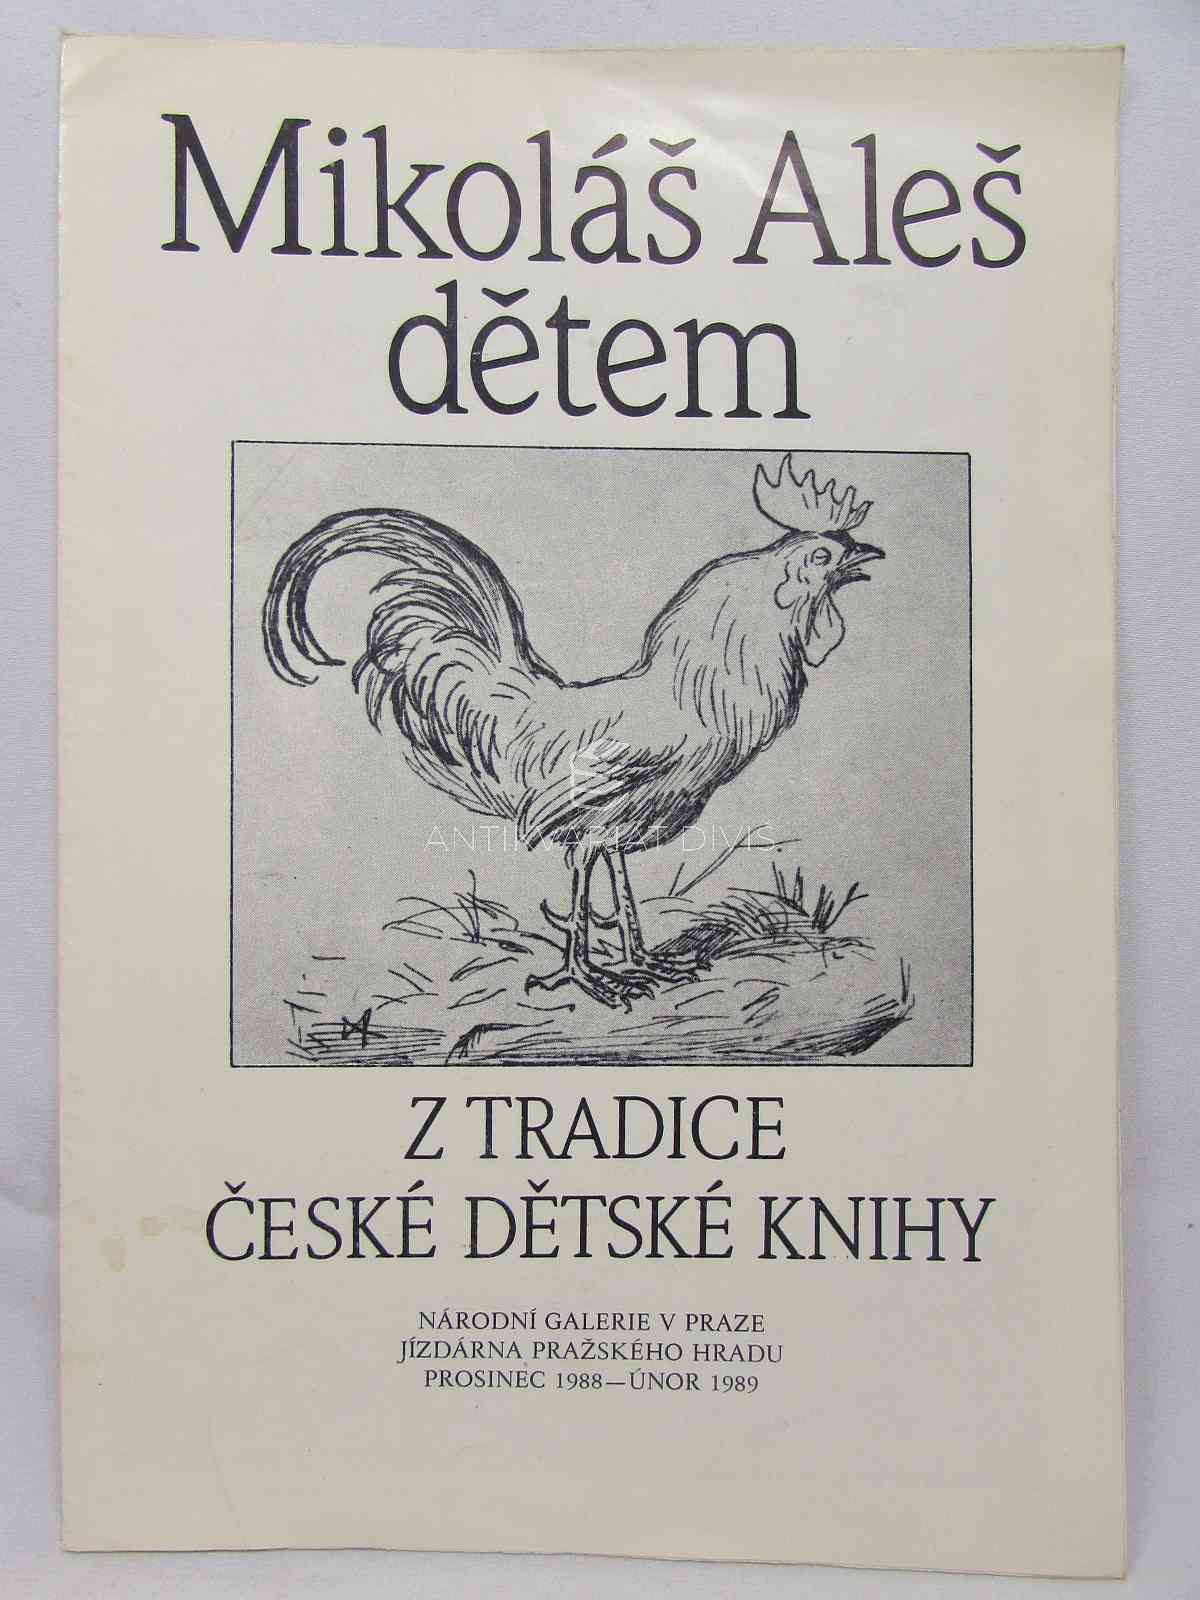 Mikoláš Aleš
dětem
ANTIKVARIÁT DIVIŠ
Z TRADICE
ČESKÉ DĚTSKÉ KNIHY
NÁRODNÍ GALERIE V PRAZE
JÍZDÁRNA PRAŽSKÉHO HRADU
PROSINEC 1988—ÚNOR 1989